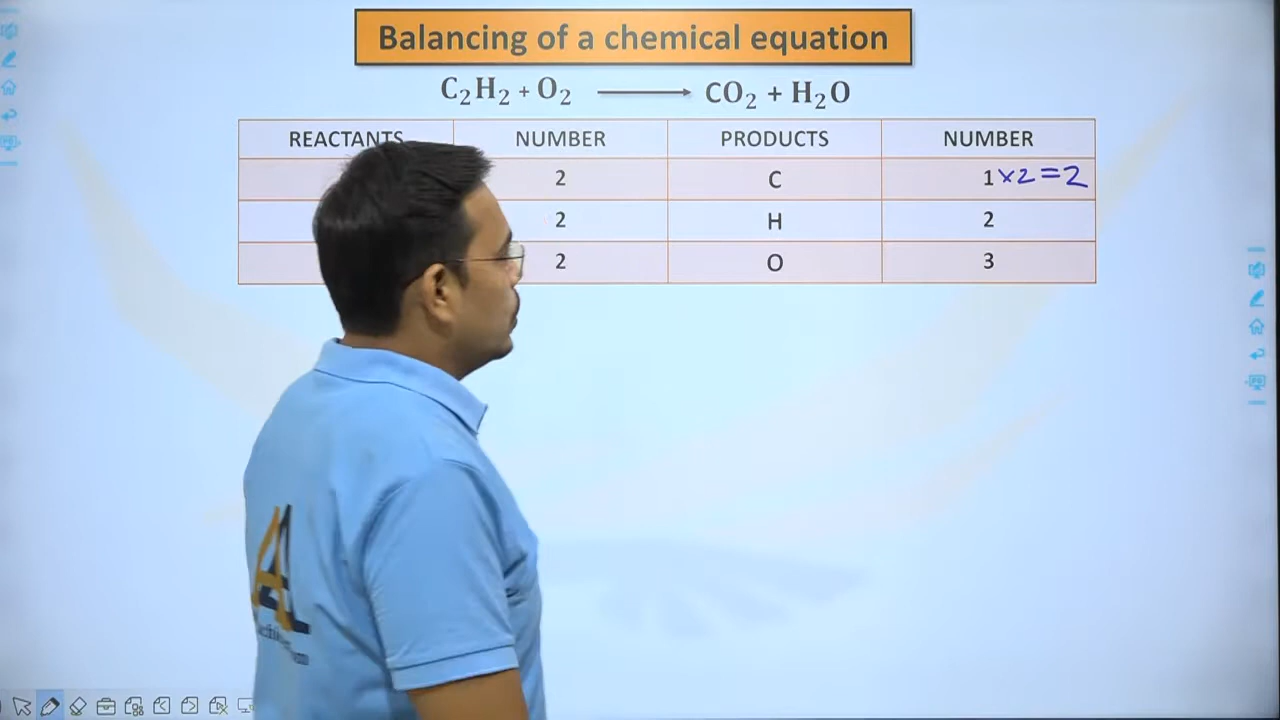 Balancing of a chemical equation
C₂H₂ + O₂ ⟶ CO₂ + H₂O
REACTANTS NUMBER PRODUCTS NUMBER
2 C 1 ×2 = 2
2 H 2
2 O 3